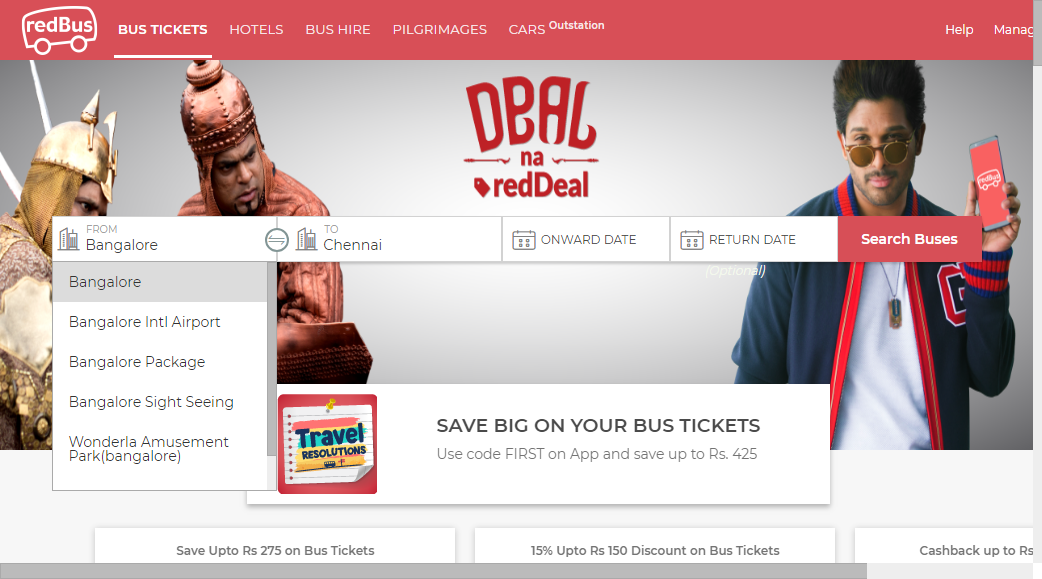 redBus
BUS TICKETS
HOTELS
BUS HIRE
PILGRIMAGES
CARS Outstation
Help
Manag
DEAL
na
redDeal
redBus
FROM
Bangalore
TO
Chennai
ONWARD DATE
RETURN DATE
(Optional)
Search Buses
Bangalore
Bangalore Intl Airport
Bangalore Package
Bangalore Sight Seeing
Wonderla Amusement
Park(bangalore)
Travel
RESOLUTIONS
SAVE BIG ON YOUR BUS TICKETS
Use code FIRST on App and save up to Rs. 425
Save Upto Rs 275 on Bus Tickets
15% Upto Rs 150 Discount on Bus Tickets
Cashback up to Rs